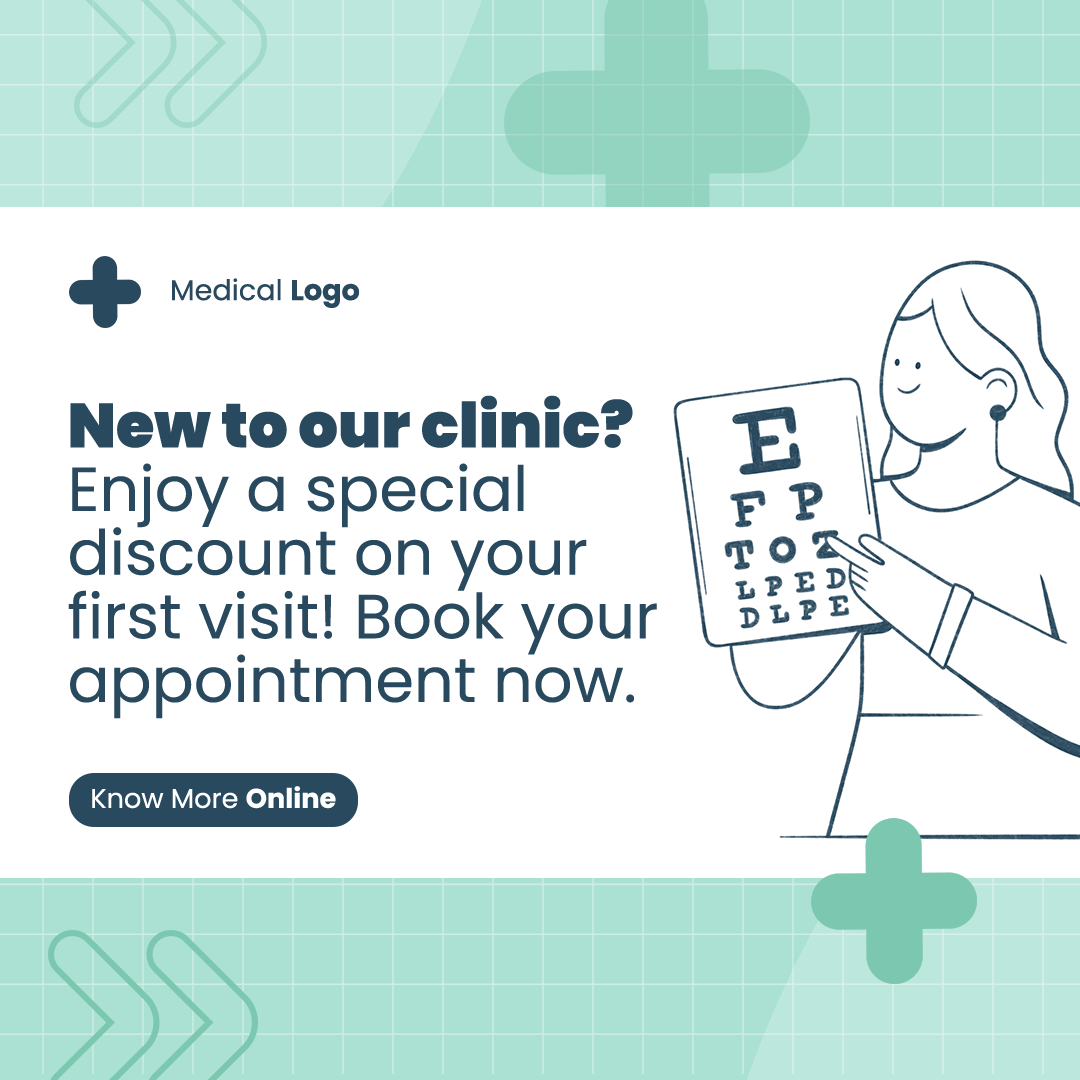 Medical Logo
New to our clinic?
Enjoy a special
discount on your
first visit! Book your
appointment now.
Know More Online
E
F P
T O Z
L P E D
D L P E